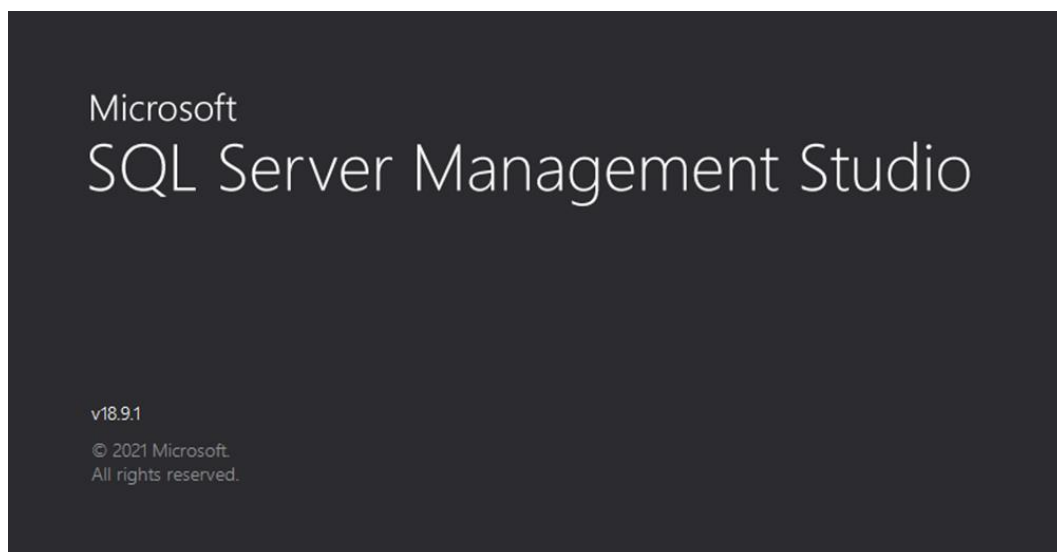 Microsoft
SQL Server Management Studio
v18.9.1
© 2021 Microsoft.
All rights reserved.